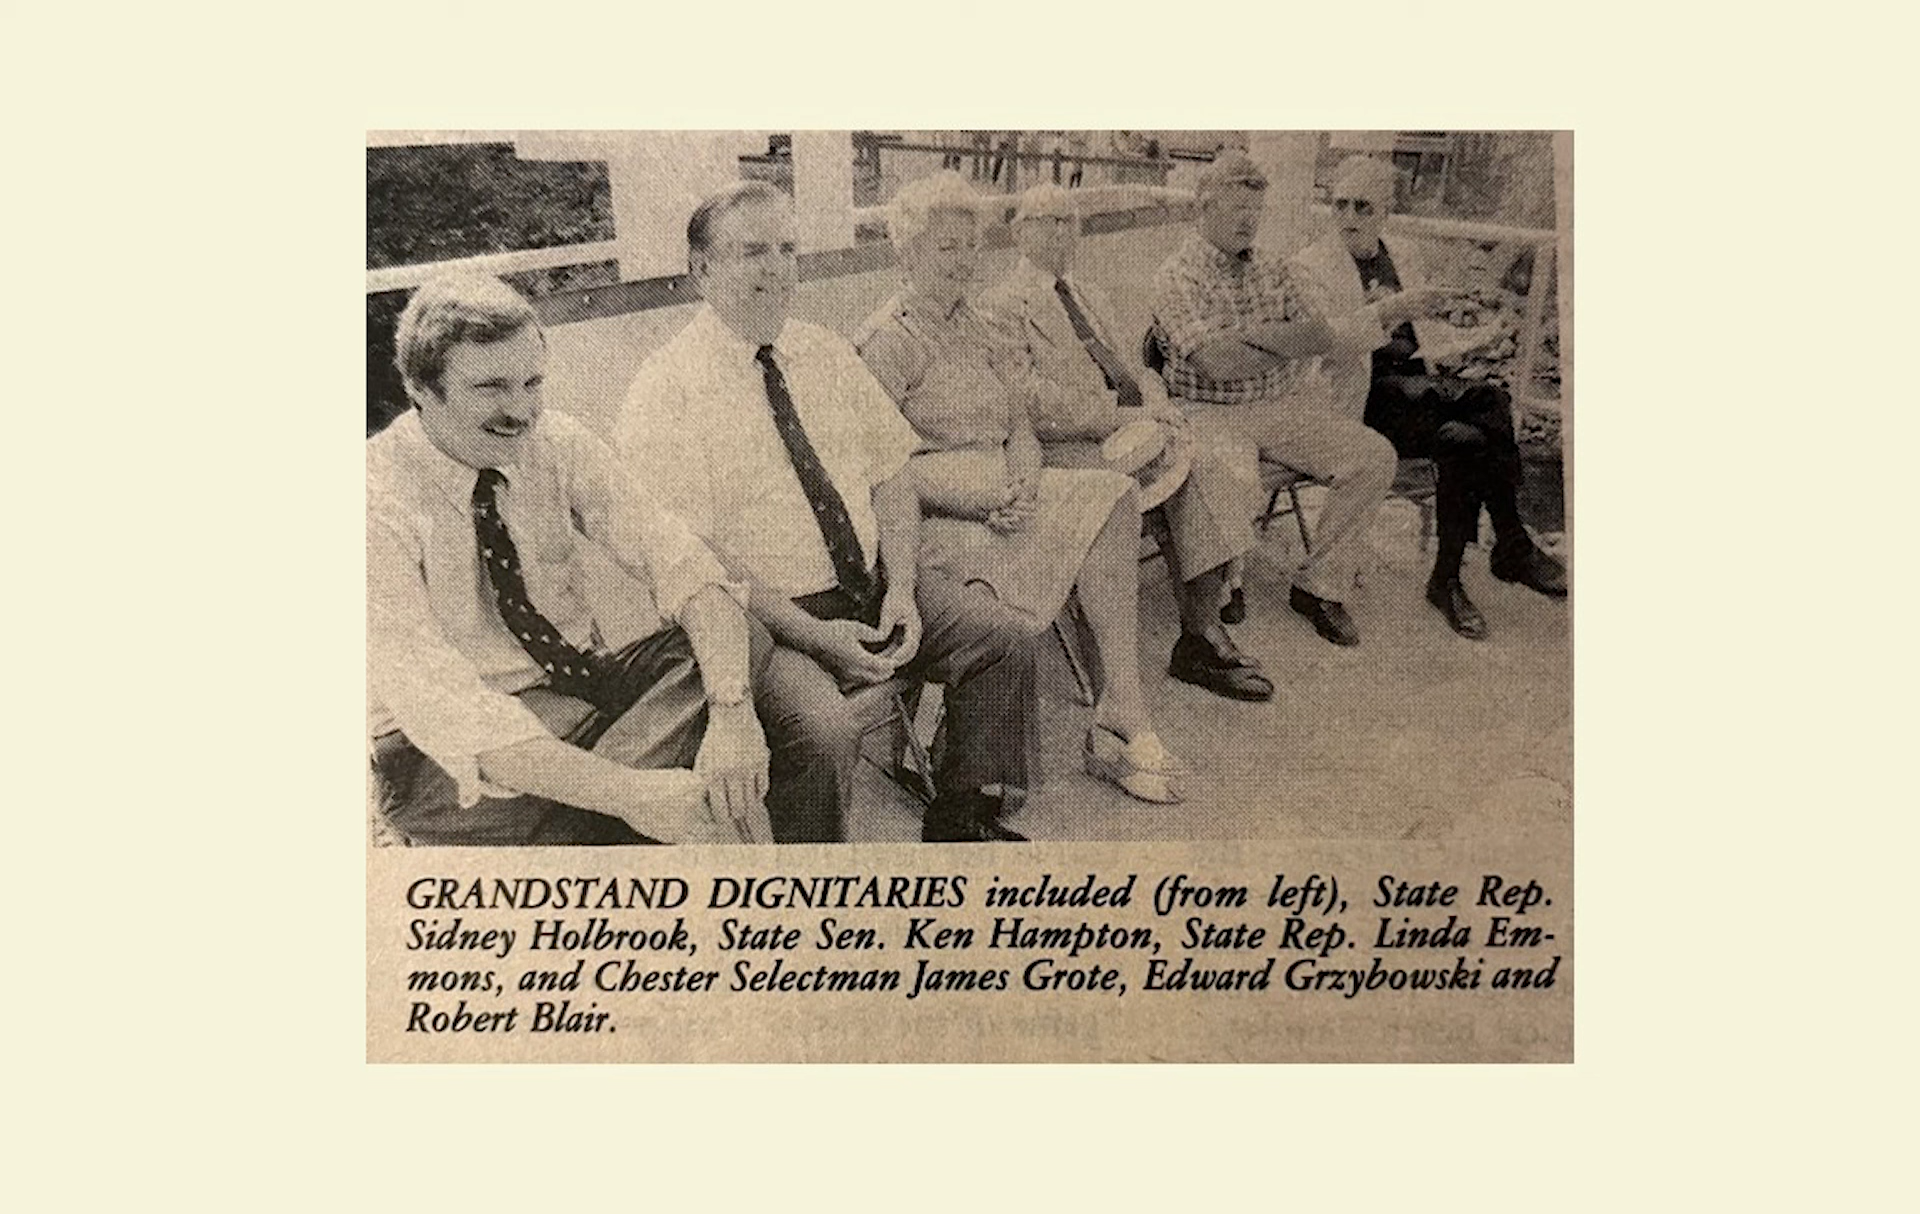 GRANDSTAND DIGNITARIES included (from left), State Rep.
Sidney Holbrook, State Sen. Ken Hampton, State Rep. Linda Em-
mons, and Chester Selectman James Grote, Edward Grzybowski and
Robert Blair.